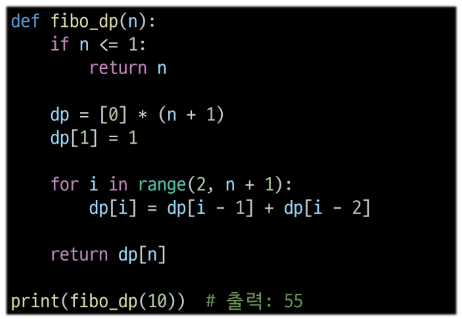 def fibo_dp(n):
    if n <= 1:
        return n

    dp = [0] * (n + 1)
    dp[1] = 1

    for i in range(2, n + 1):
        dp[i] = dp[i - 1] + dp[i - 2]

    return dp[n]

print(fibo_dp(10))  # 출력: 55